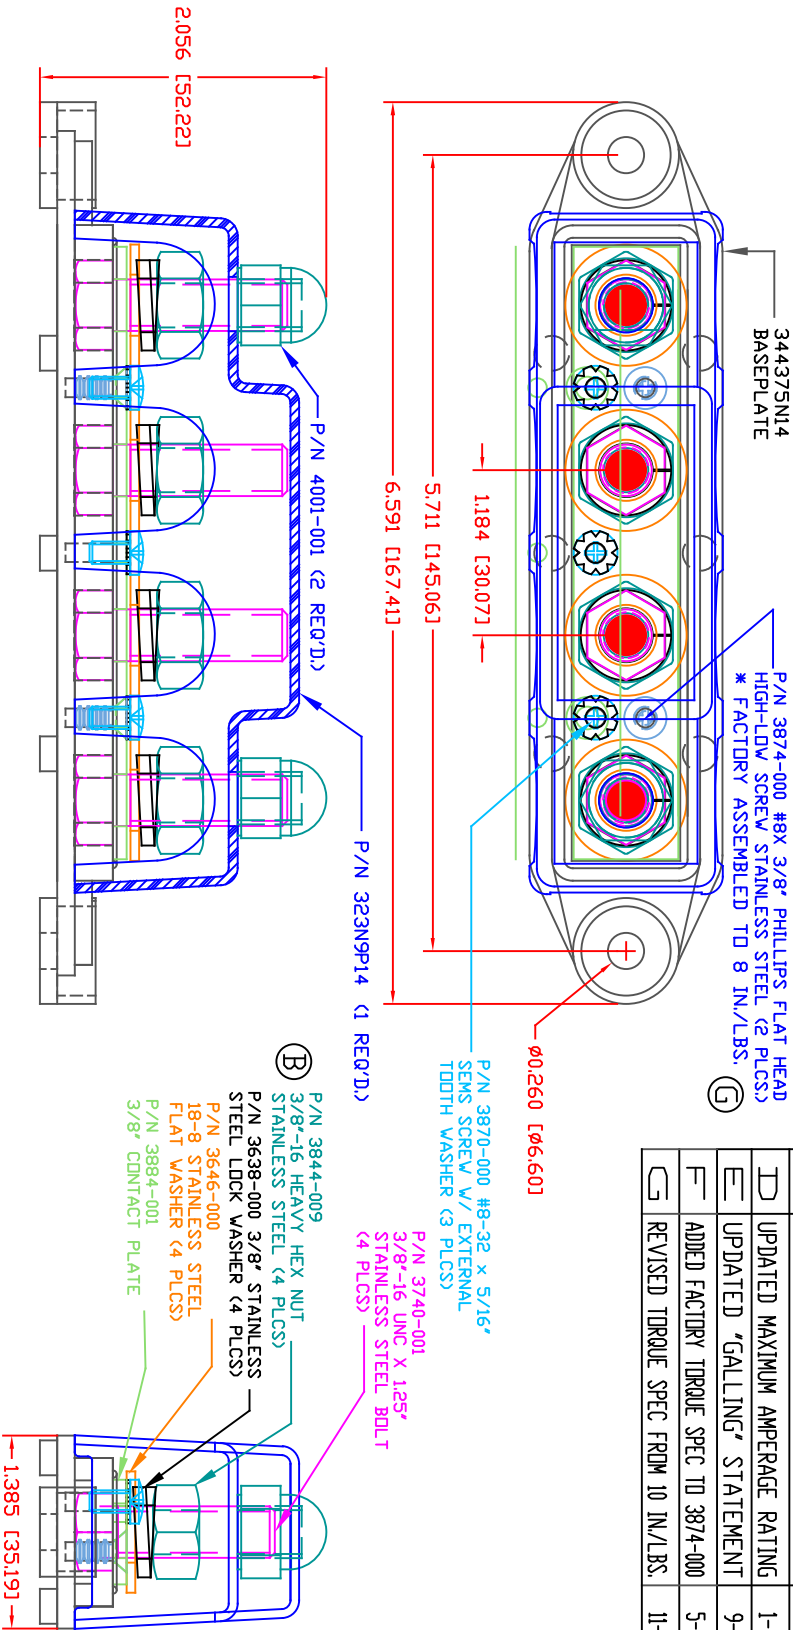 344375N14
BASEPLATE
P/N 3874-000 #8X 3/8" PHILLIPS FLAT HEAD
HIGH-LOW SCREW STAINLESS STEEL (2 PLCS.)
* FACTORY ASSEMBLED TO 8 IN./LBS.
G
D UPDATED MAXIMUM AMPERAGE RATING 1-
E UPDATED "GALLING" STATEMENT 9-
F ADDED FACTORY TORQUE SPEC TO 3874-000 5-
G REVISED TORQUE SPEC FROM 10 IN./LBS. 11-
1.184 [30.07]
5.711 [145.06]
6.591 [167.41]
Ø0.260 [Ø6.60]
P/N 3870-000 #8-32 x 5/16"
SEMS SCREW W/ EXTERNAL
TOOTH WASHER (3 PLCS)
2.056 [52.22]
P/N 4001-001 (2 REQ'D.)
P/N 323N9P14 (1 REQ'D.)
P/N 3740-001
3/8"-16 UNC X 1.25"
STAINLESS STEEL BOLT
(4 PLCS)
B
P/N 3844-009
3/8"-16 HEAVY HEX NUT
STAINLESS STEEL (4 PLCS)
P/N 3638-000 3/8" STAINLESS
STEEL LOCK WASHER (4 PLCS)
P/N 3646-000
18-8 STAINLESS STEEL
FLAT WASHER (4 PLCS)
P/N 3884-001
3/8" CONTACT PLATE
1.385 [35.19]